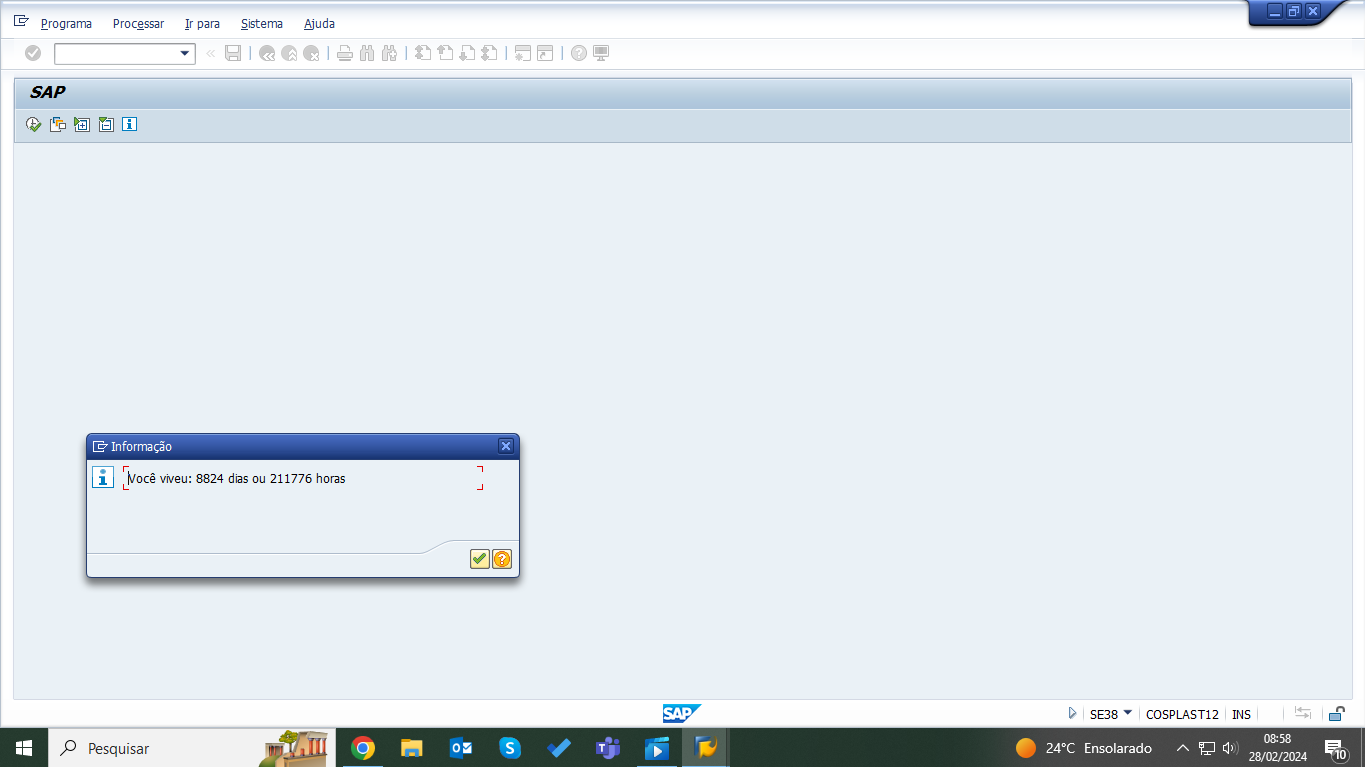 Programa Processar Ir para Sistema Ajuda
SAP
Informação
Você viveu: 8824 dias ou 211776 horas
SAP
SE38 COSPLAST12 INS
Pesquisar
24°C Ensolarado
08:58
28/02/2024
10